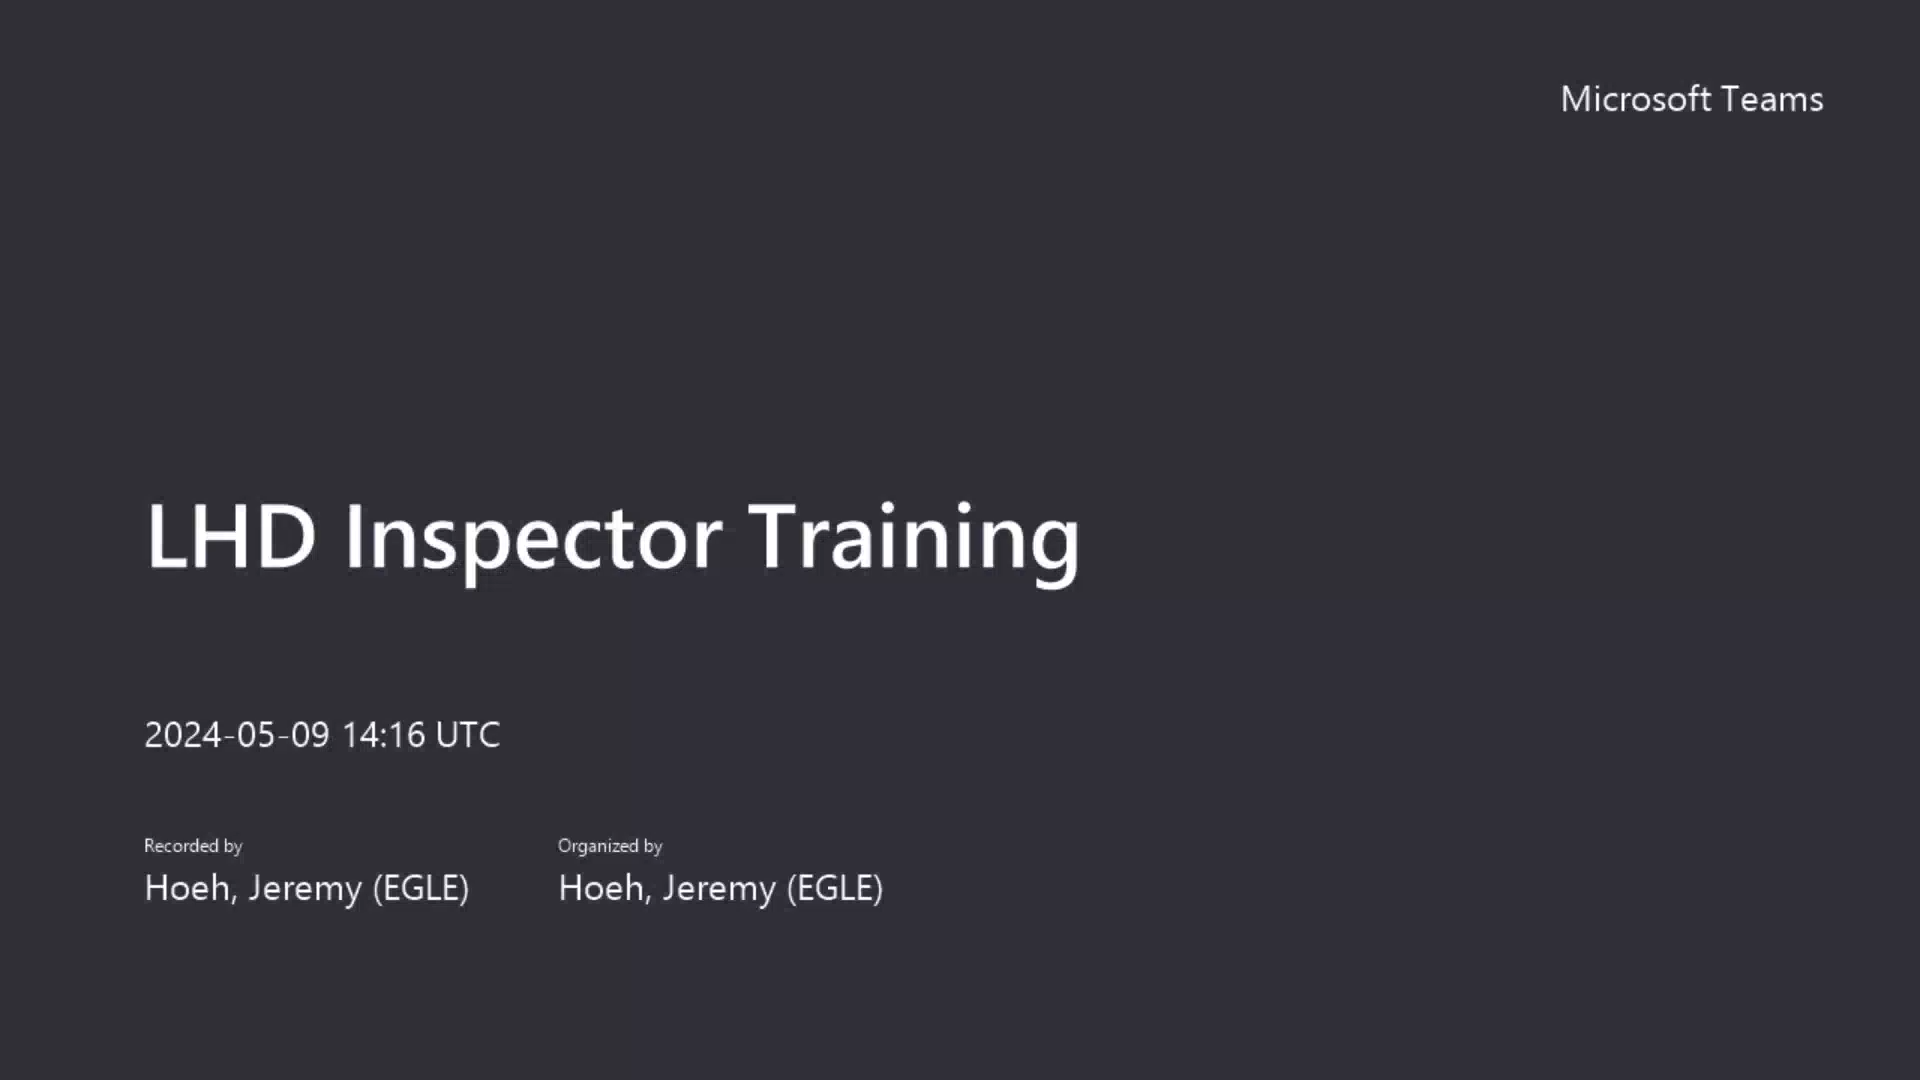 Microsoft Teams
LHD Inspector Training
2024-05-09 14:16 UTC
Recorded by
Hoeh, Jeremy (EGLE)
Organized by
Hoeh, Jeremy (EGLE)